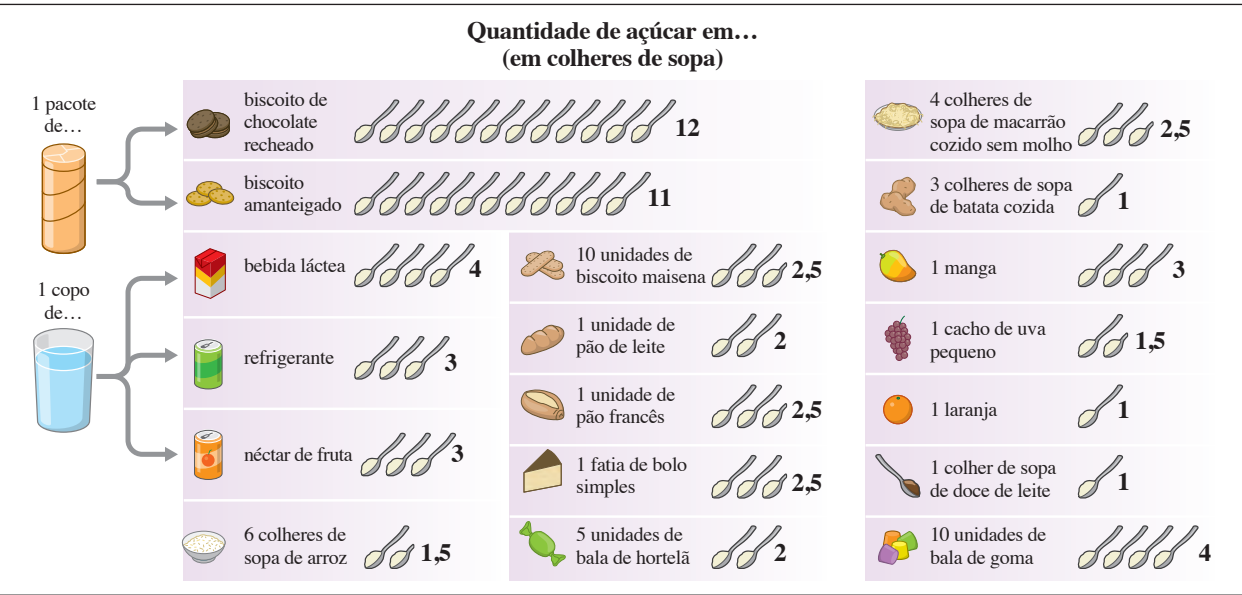 Quantidade de açúcar em…
(em colheres de sopa)
1 pacote
de…
biscoito de
chocolate
recheado
12
biscoito
amanteigado
11
1 copo
de…
bebida láctea
4
refrigerante
3
néctar de fruta
3
6 colheres de
sopa de arroz
1,5
10 unidades de
biscoito maisena
2,5
1 unidade de
pão de leite
2
1 unidade de
pão francês
2,5
1 fatia de bolo
simples
2,5
5 unidades de
bala de hortelã
2
4 colheres de
sopa de macarrão
cozido sem molho
2,5
3 colheres de sopa
de batata cozida
1
1 manga
3
1 cacho de uva
pequeno
1,5
1 laranja
1
1 colher de sopa
de doce de leite
1
10 unidades de
bala de goma
4